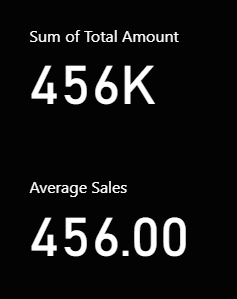 Sum of Total Amount
456K
Average Sales
456.00